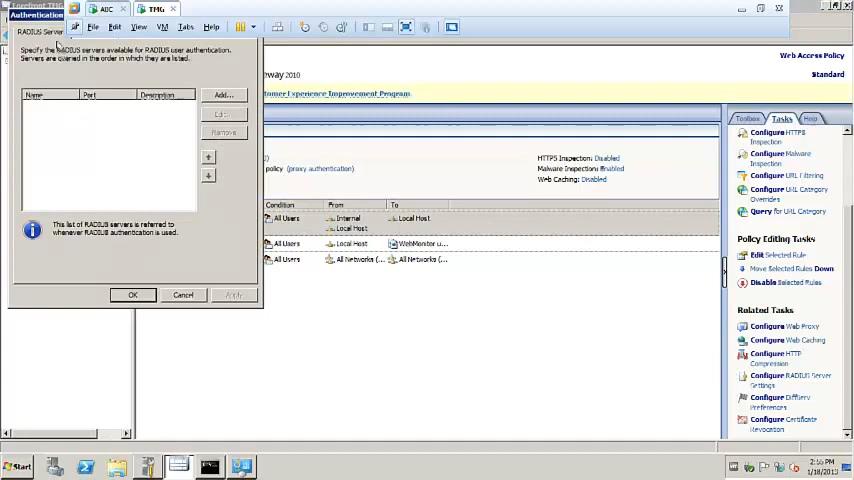 Forefront TMG
ADC
TMG
Authentication
File
Edit
View
VM
Tabs
Help
RADIUS Server
Specify the RADIUS servers available for RADIUS user authentication.
Servers are queried in the order in which they are listed.
Name
Port
Description
Add...
Edit...
Remove
This list of RADIUS servers is referred to
whenever RADIUS authentication is used.
OK
Cancel
Apply
Web Access Policy
eway 2010
Standard
tomer Experience Improvement Program
policy (proxy authentication)
HTTPS Inspection: Disabled
Malware Inspection: Enabled
Web Caching: Disabled
Condition
From
To
All Users
Internal
Local Host
Local Host
All Users
Local Host
WebMonitor u...
All Users
All Networks (...
All Networks (...
Toolbox
Tasks
Help
Configure HTTPS
Inspection
Configure Malware
Inspection
Configure URL Filtering
Configure URL Category
Overrides
Query for URL Category
Policy Editing Tasks
Edit Selected Rule
Move Selected Rules Down
Disable Selected Rules
Related Tasks
Configure Web Proxy
Configure Web Caching
Configure HTTP
Compression
Configure RADIUS Server
Settings
Configure DiffServ
Preferences
Configure Certificate
Revocation
Start
2:55 PM
1/18/2013